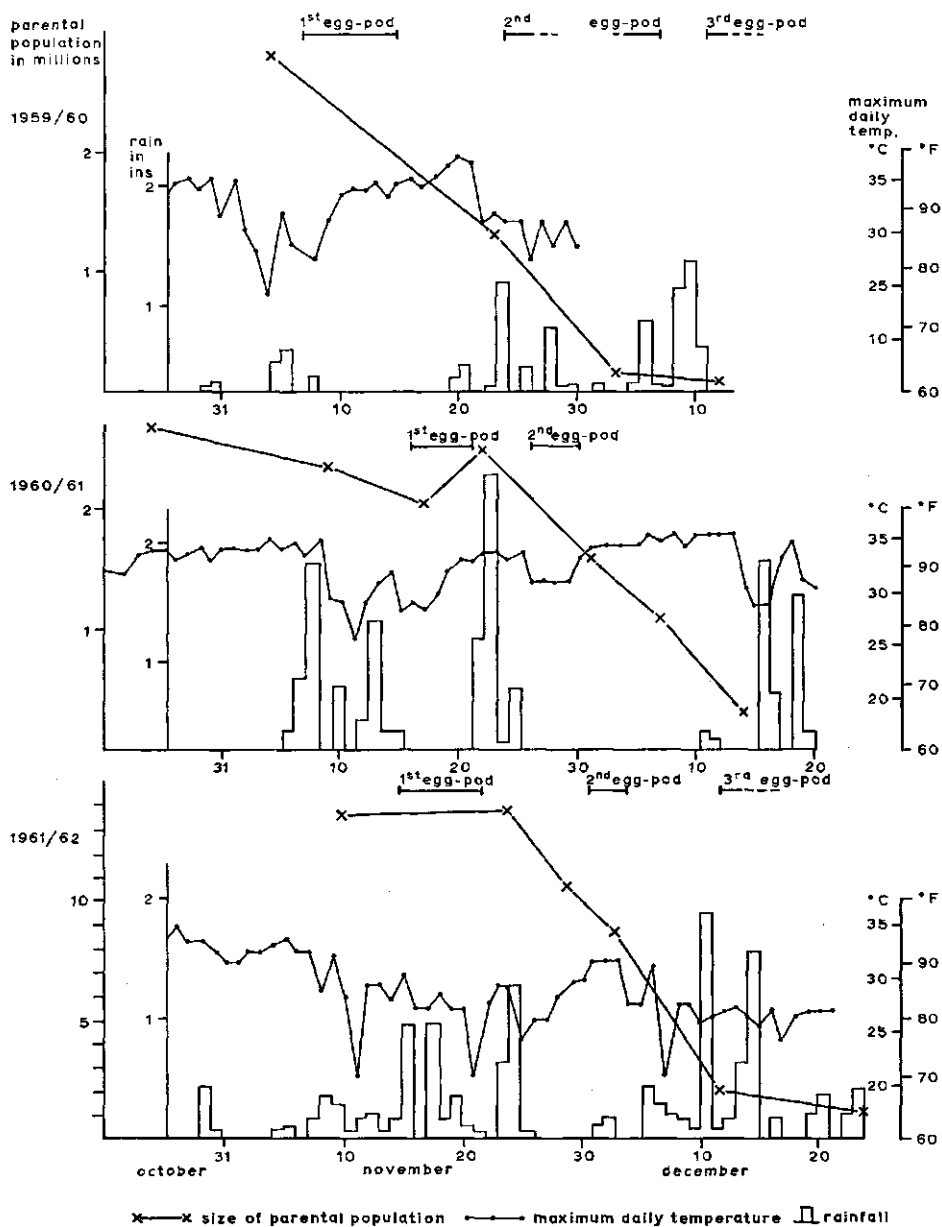 parental
population
in millions
1st egg-pod
2nd
egg-pod
3rd egg-pod
1959/60
rain
in
ins
maximum
daily
temp.
°C °F
2
2
35
90
30
1
80
25
1
70
10
60
31 10 20 30 10
1st egg-pod
2nd egg-pod
1960/61
°C °F
2
2
35
90
30
1
80
25
1
70
20
60
31 10 20 30 10 20
1st egg-pod
2nd egg-pod
3rd egg-pod
1961/62
°C °F
2
10
35
90
30
5
1
80
25
70
20
60
31 10 20 30 10 20
october november december
size of parental population maximum daily temperature rainfall